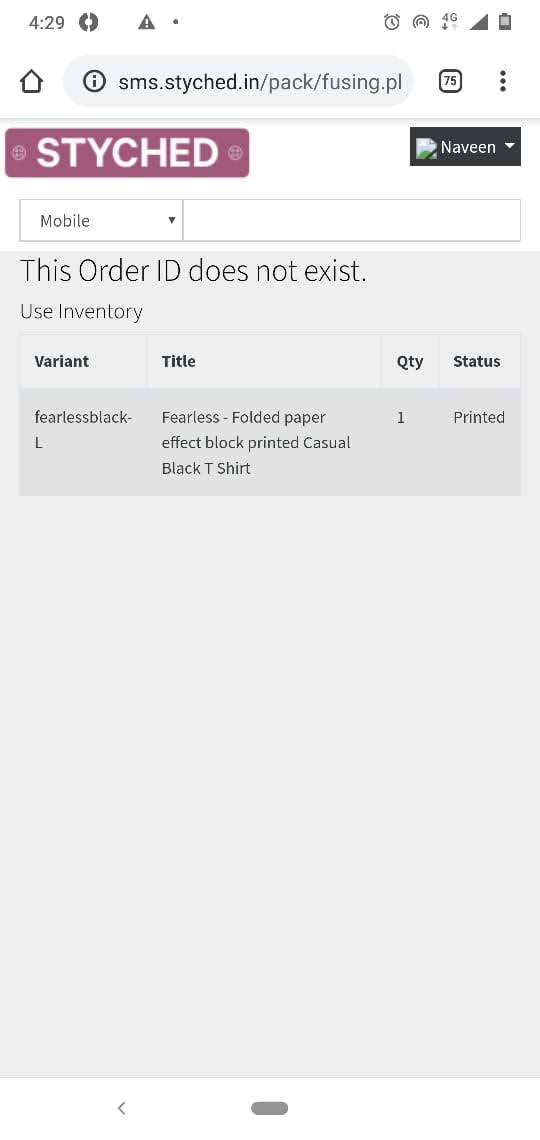 4:29
4G
sms.styched.in/pack/fusing.pl
75
STYCHED
Naveen
Mobile
This Order ID does not exist.
Use Inventory
Variant Title Qty Status
fearlessblack- Fearless - Folded paper 1 Printed
L effect block printed Casual
Black T Shirt